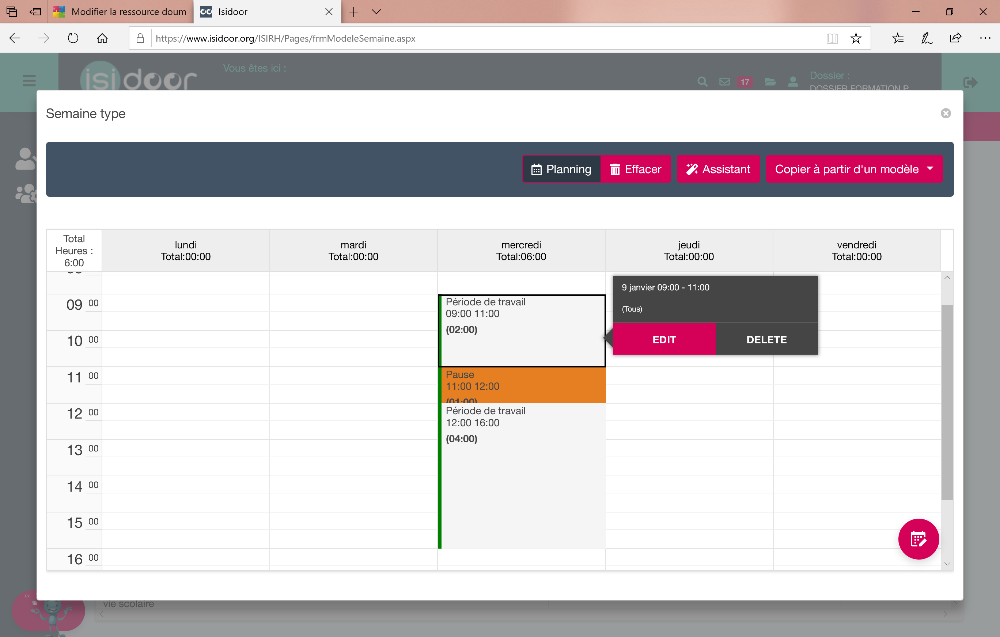 Modifier la ressource doum
Isidoor
https://www.isidoor.org/ISIRH/Pages/frmModeleSemaine.aspx
isidoor
Vous êtes ici :
17
Dossier :
DOSSIER FORMATION P
Semaine type
Planning
Effacer
Assistant
Copier à partir d'un modèle
Total
Heures :
6:00
lundi
Total:00:00
mardi
Total:00:00
mercredi
Total:06:00
jeudi
Total:00:00
vendredi
Total:00:00
09 00
10 00
11 00
12 00
13 00
14 00
15 00
16 00
Période de travail
09:00 11:00
(02:00)
Pause
11:00 12:00
(01:00)
Période de travail
12:00 16:00
(04:00)
9 janvier 09:00 - 11:00
(Tous)
EDIT
DELETE
CV
vie scolaire